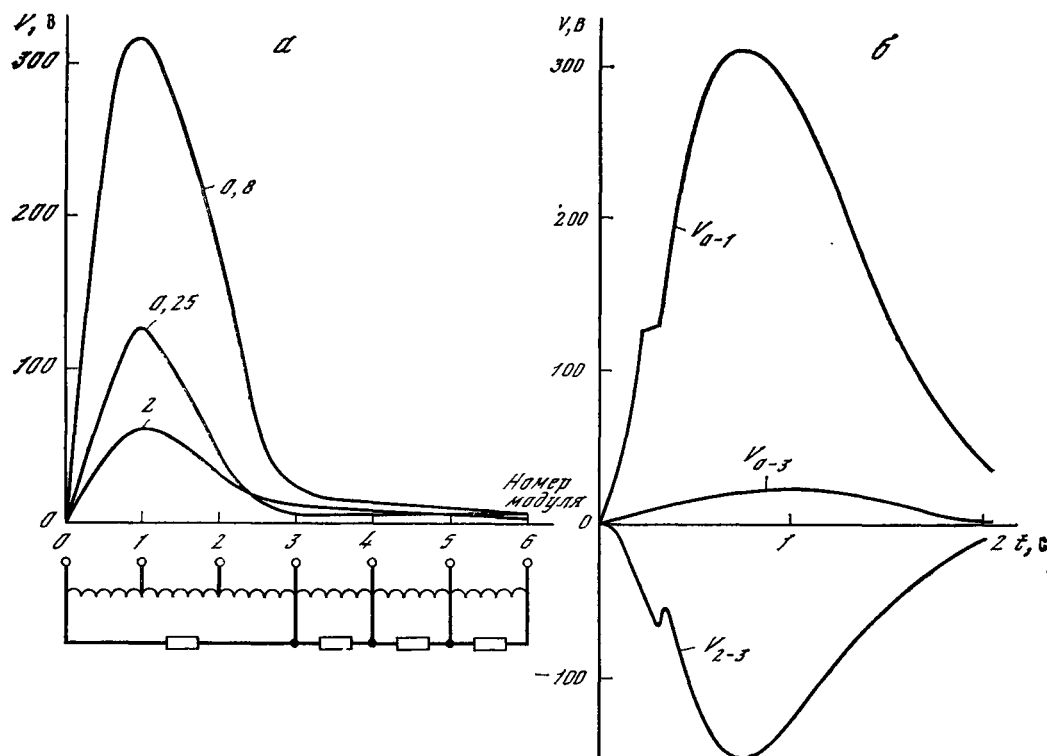 V, В
а
300
200
100
0
0,8
0,25
2
Номер
модуля
0 1 2 3 4 5 6
V, В
б
300
200
100
0
-100
V₀₋₁
V₀₋₃
V₂₋₃
1
2 t, с